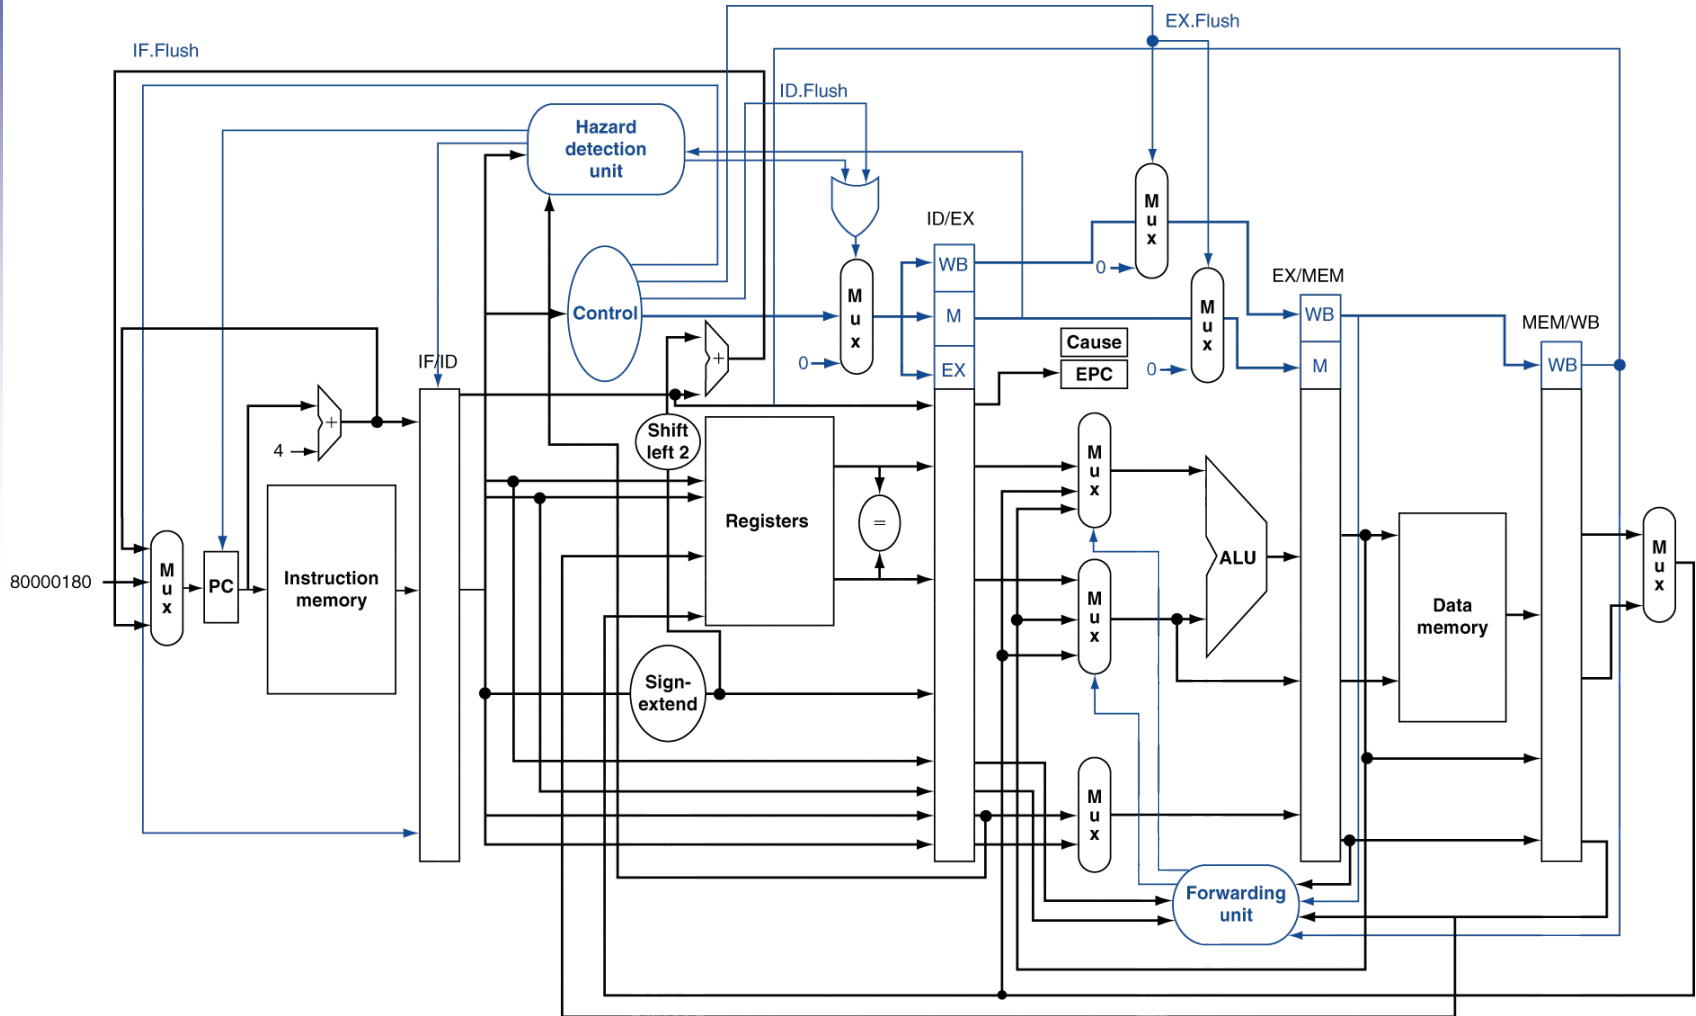 EX.Flush
IF.Flush
ID.Flush
Hazard
detection
unit
M
u
x
0
ID/EX
WB
M
EX
Control
M
u
x
0
M
u
x
0
EX/MEM
WB
M
MEM/WB
WB
Cause
EPC
IF/ID
+
+
4
Shift
left 2
Registers
=
M
u
x
ALU
M
u
x
Data
memory
M
u
x
80000180
M
u
x
PC
Instruction
memory
Sign-
extend
M
u
x
Forwarding
unit